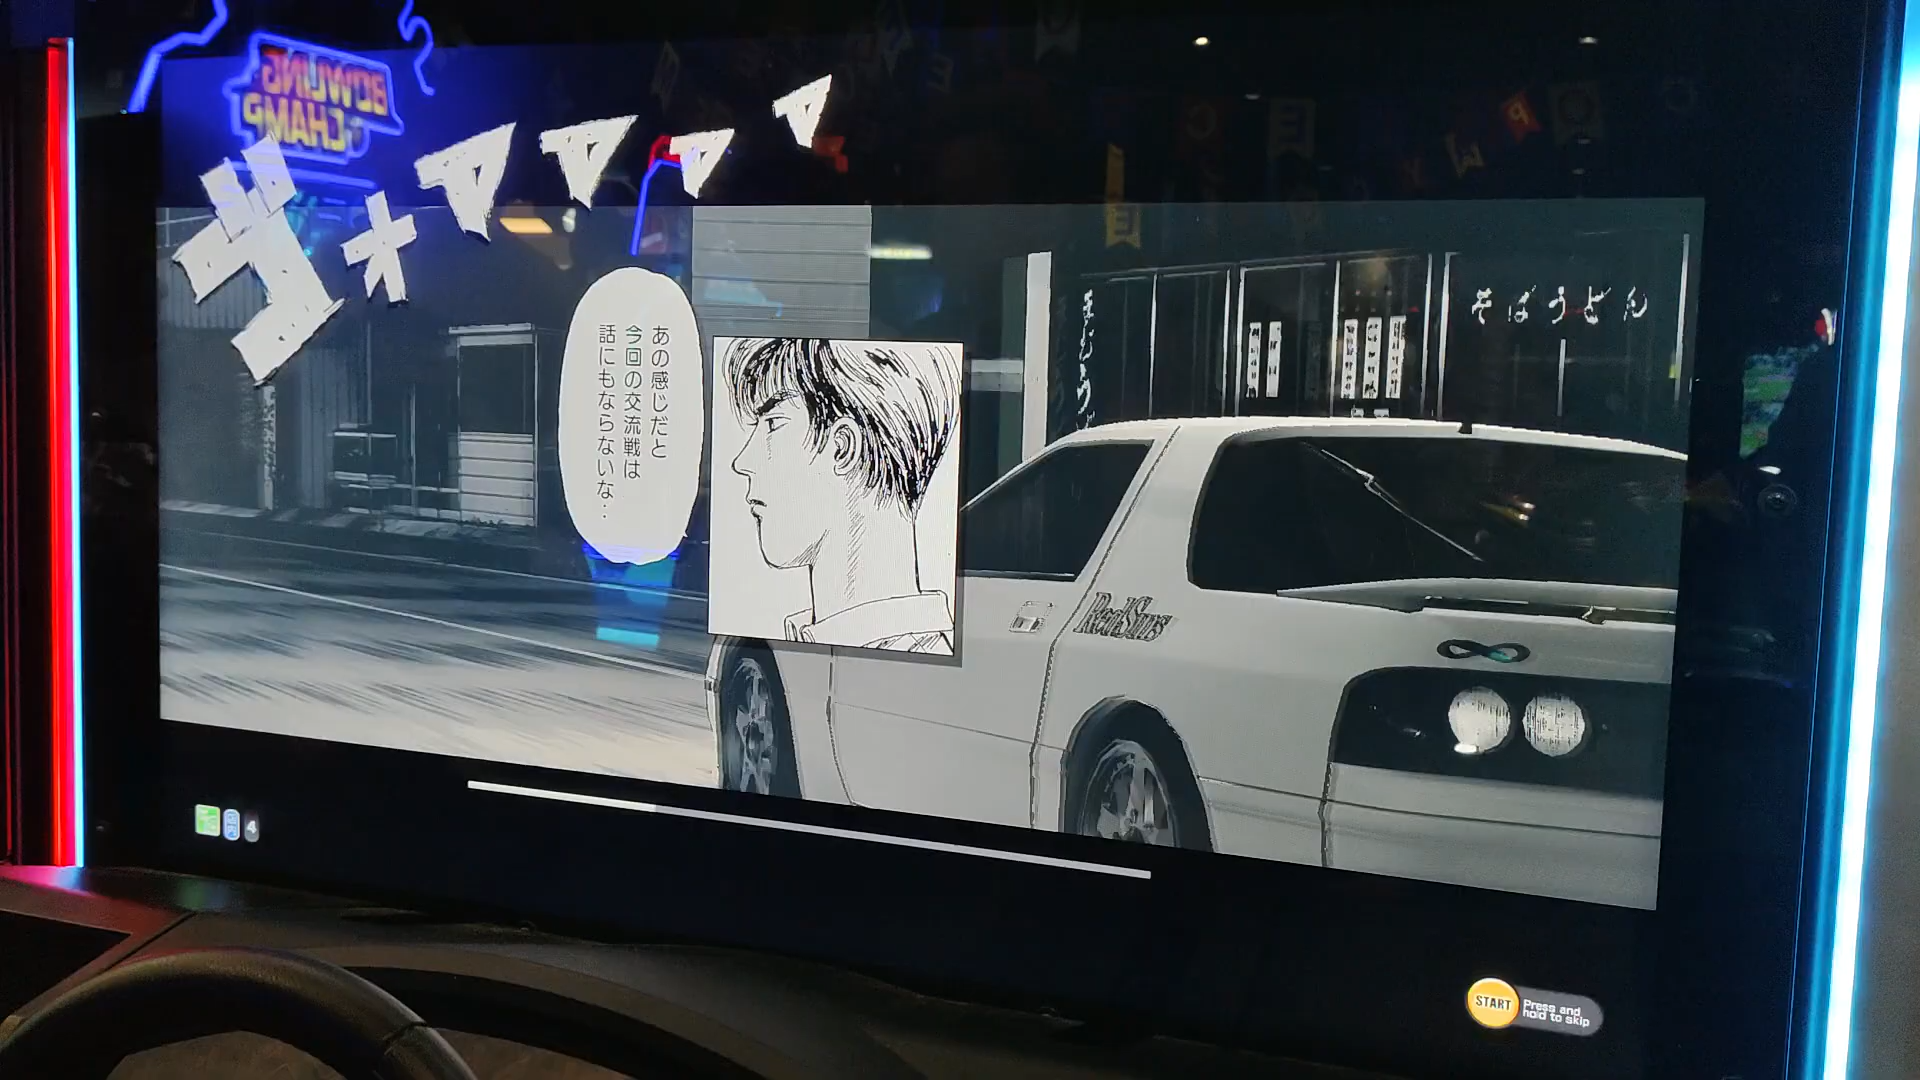 BOWLING
CHAMP
ゴォァァァァ
あの感じだと
今回の交流戦は
話にもならないな‥
そばうどん
RedSuns
4
START
Press and
hold to skip